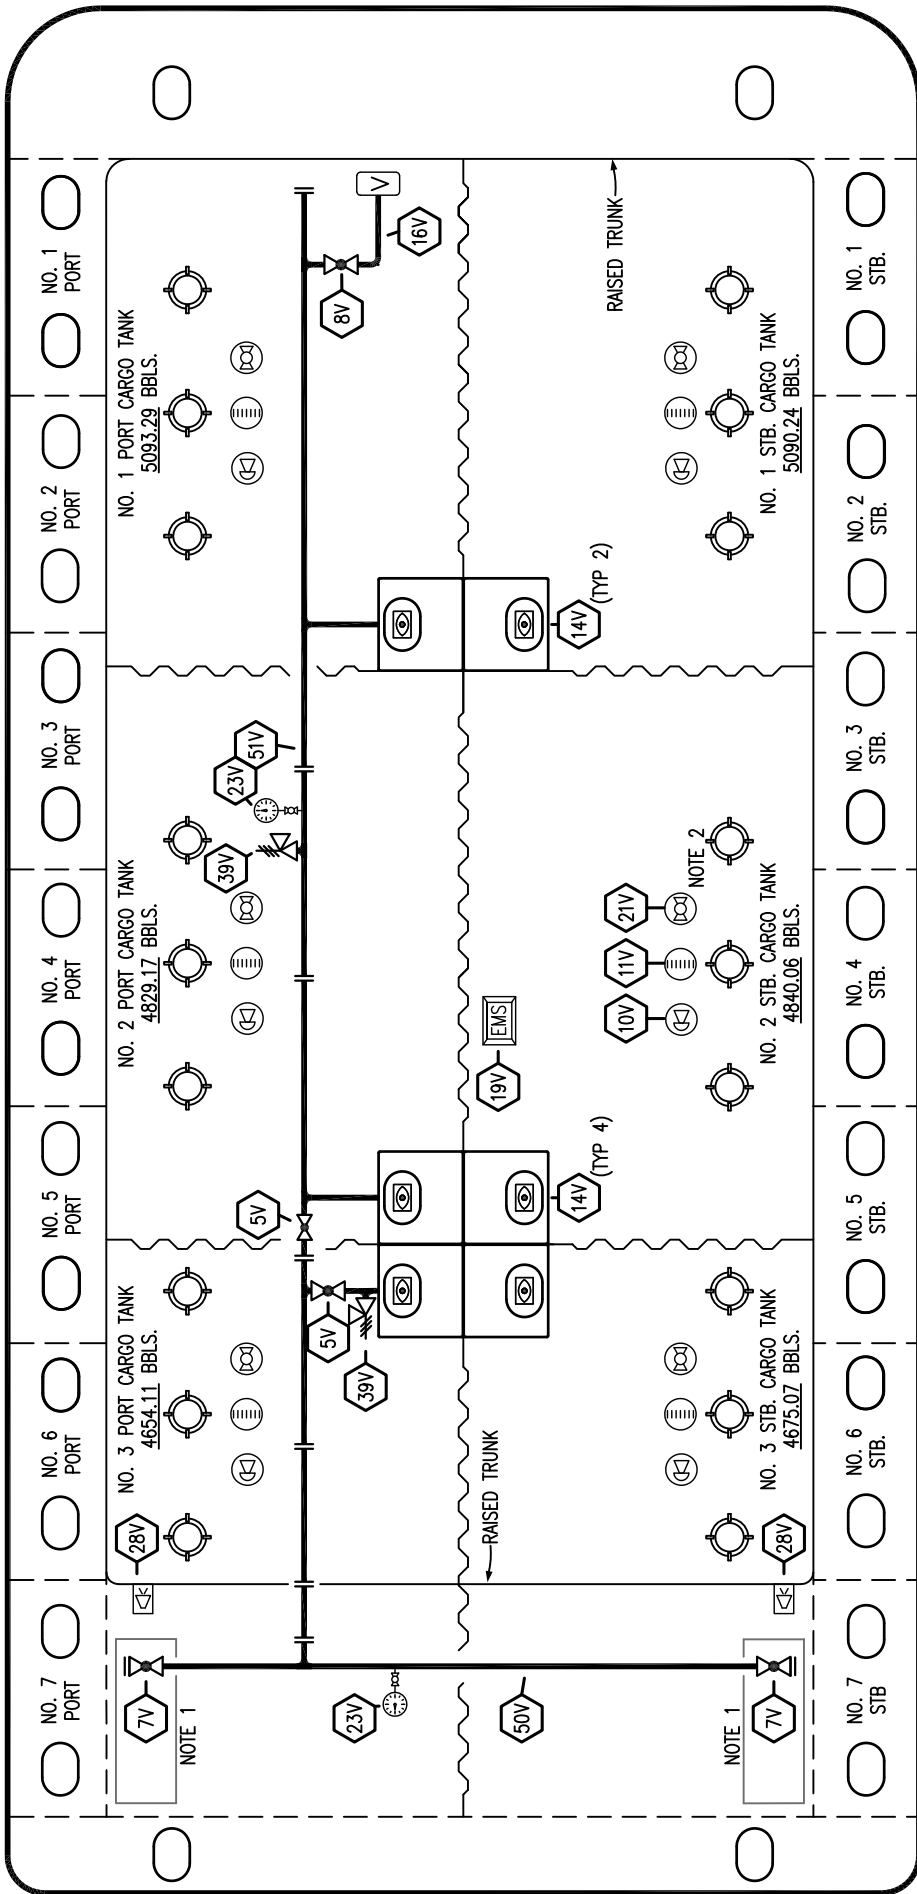 NO. 7
PORT
NO. 6
PORT
NO. 5
PORT
NO. 4
PORT
NO. 3
PORT
NO. 2
PORT
NO. 1
PORT
NO. 3 PORT CARGO TANK
4654.11 BBLS.
NO. 2 PORT CARGO TANK
4829.17 BBLS.
NO. 1 PORT CARGO TANK
5093.29 BBLS.
28V
7V
NOTE 1
5V
39V
23V
51V
8V
16V
V
5V
39V
23V
50V
RAISED TRUNK
19V
EMS
14V
(TYP 4)
14V
(TYP 2)
RAISED TRUNK
10V
11V
21V
NOTE 2
NOTE 1
7V
28V
NO. 3 STB. CARGO TANK
4675.07 BBLS.
NO. 2 STB. CARGO TANK
4840.06 BBLS.
NO. 1 STB. CARGO TANK
5090.24 BBLS.
NO. 7
STB
NO. 6
STB.
NO. 5
STB.
NO. 4
STB.
NO. 3
STB.
NO. 2
STB.
NO. 1
STB.